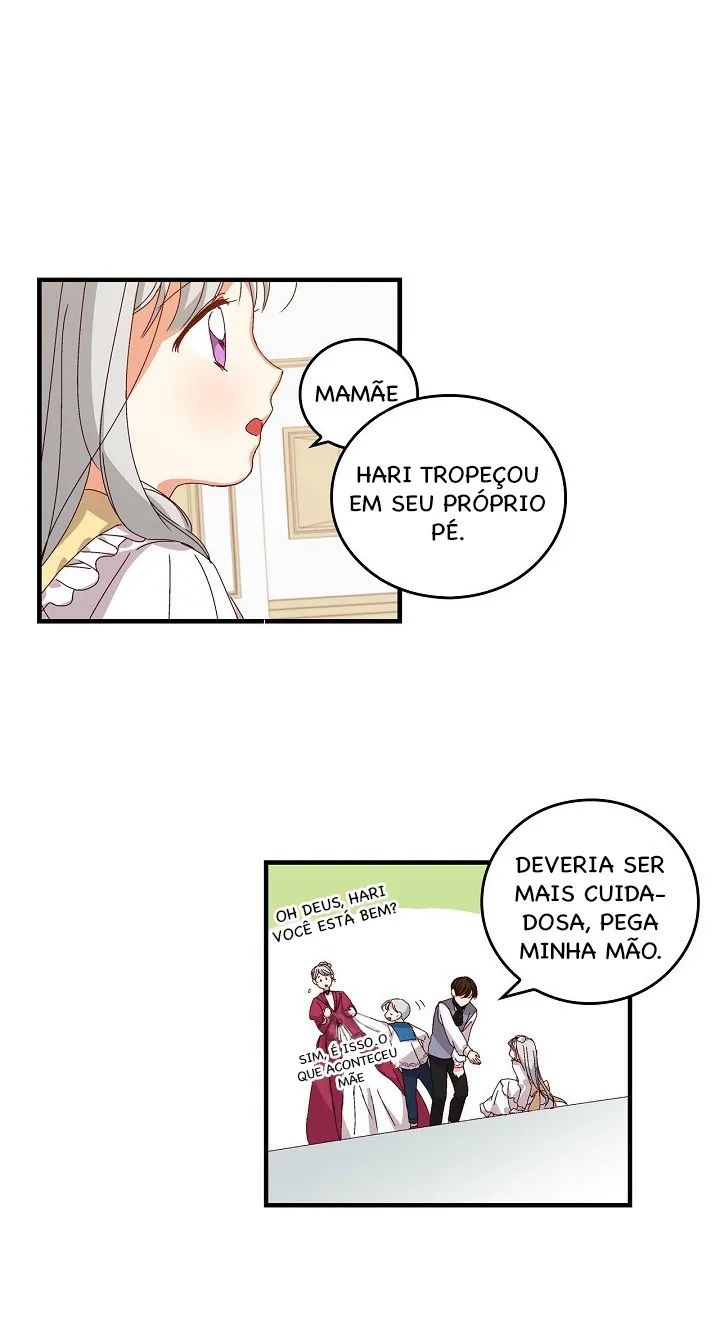 MAMÃE
HARI TROPEÇOU
EM SEU PRÓPRIO
PÉ.
DEVERIA SER
MAIS CUIDA-
DOSA, PEGA
MINHA MÃO.
OH DEUS, HARI
VOCÊ ESTÁ BEM?
SIM, É ISSO O
QUE ACONTECEU
MÃE